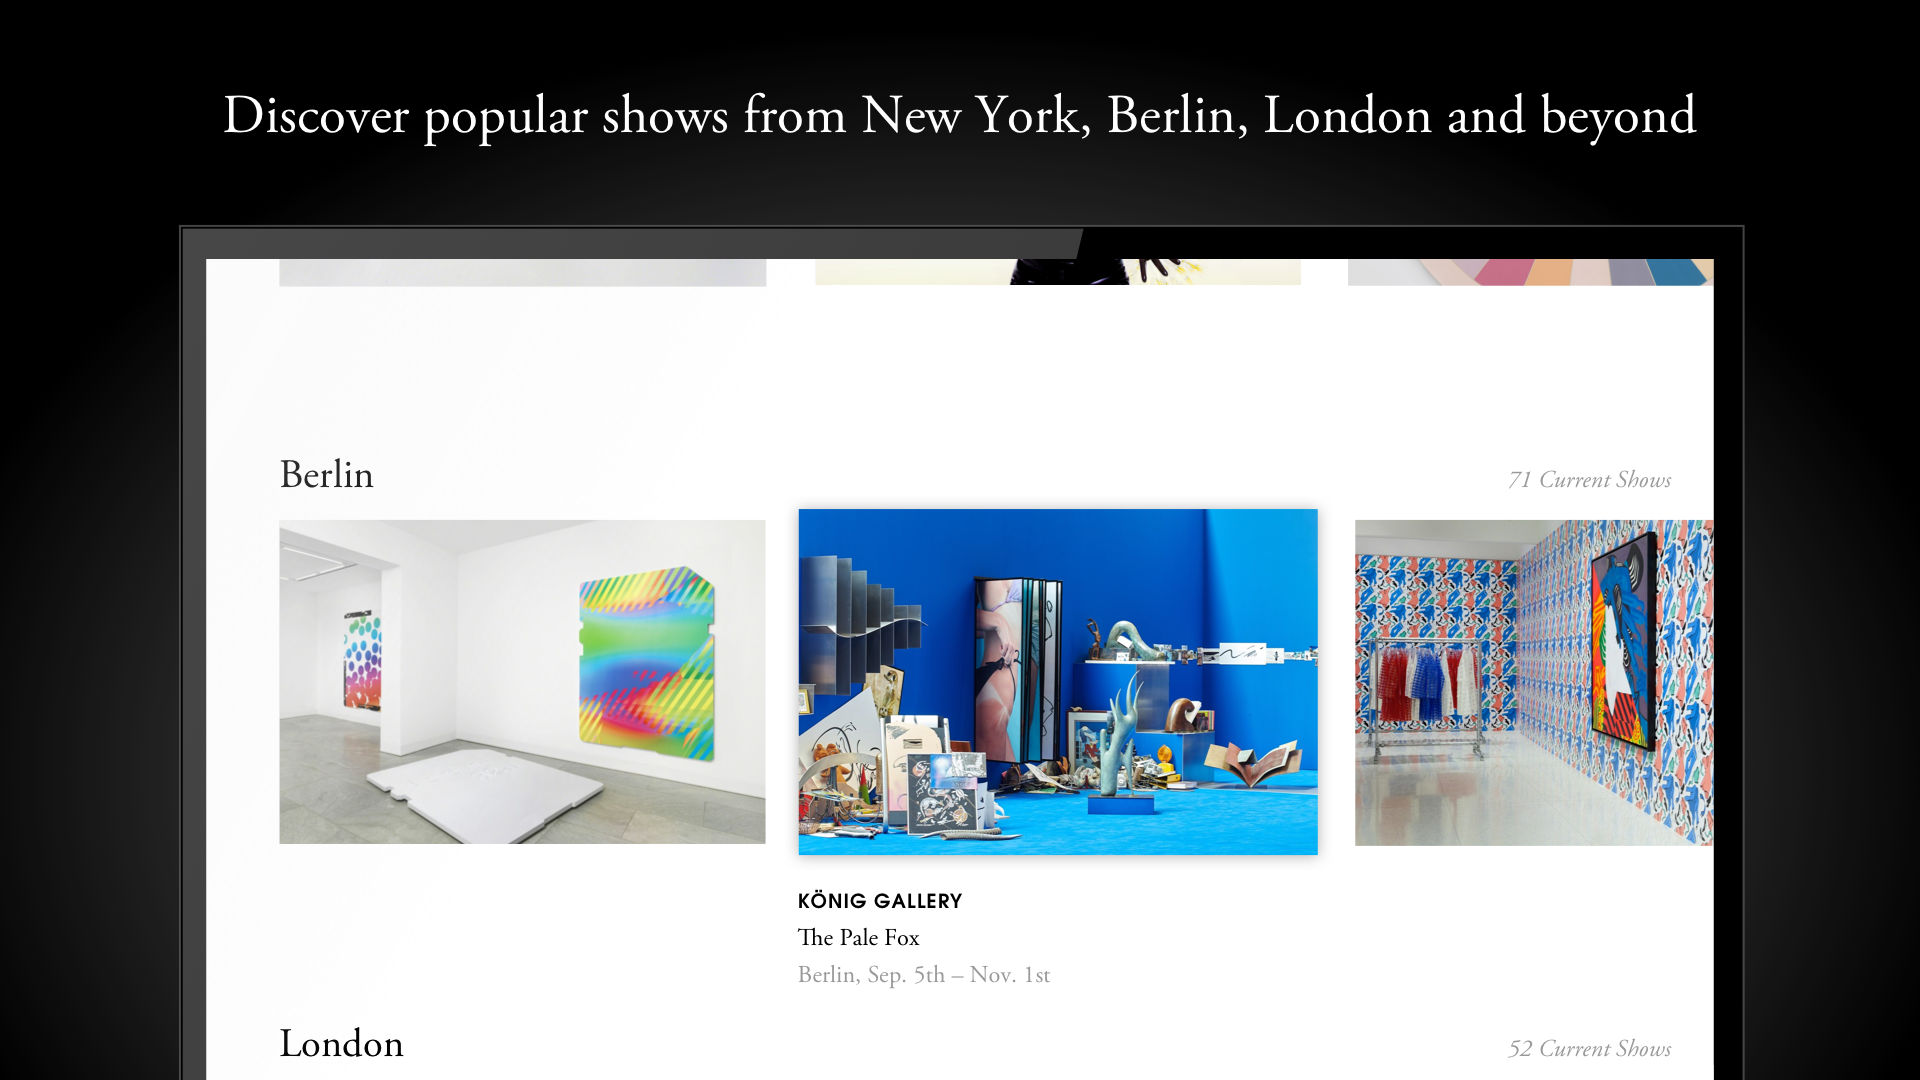 Discover popular shows from New York, Berlin, London and beyond
Berlin
71 Current Shows
KÖNIG GALLERY
The Pale Fox
Berlin, Sep. 5th – Nov. 1st
London
52 Current Shows